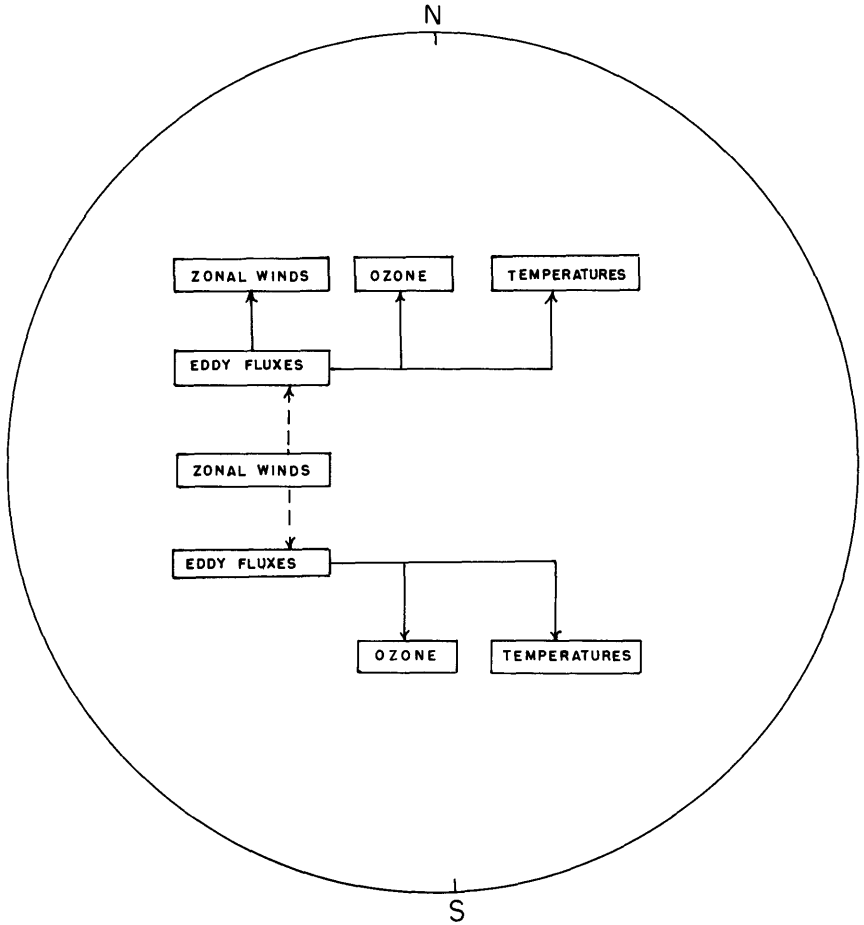 N
ZONAL WINDS
OZONE
TEMPERATURES
EDDY FLUXES
ZONAL WINDS
EDDY FLUXES
OZONE
TEMPERATURES
S